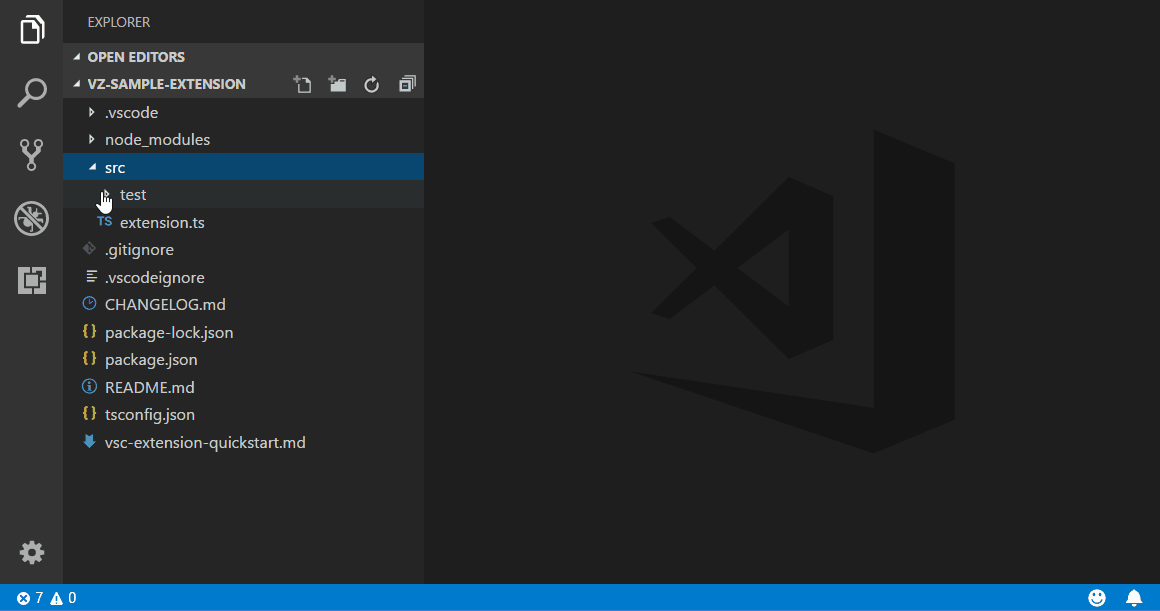 EXPLORER
OPEN EDITORS
VZ-SAMPLE-EXTENSION
.vscode
node_modules
src
test
TS extension.ts
.gitignore
.vscodeignore
CHANGELOG.md
{} package-lock.json
{} package.json
README.md
{} tsconfig.json
vsc-extension-quickstart.md
7 0